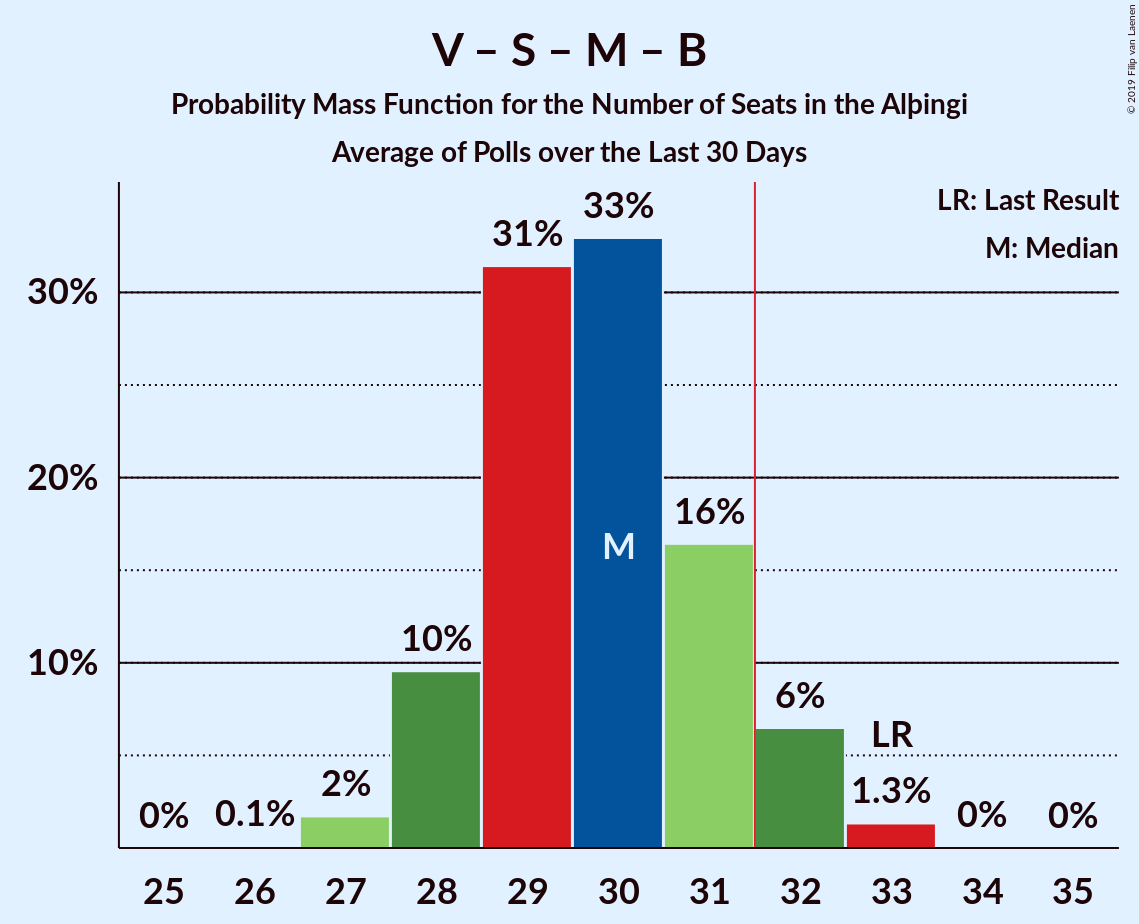 V – S – M – B
Probability Mass Function for the Number of Seats in the Alþingi
Average of Polls over the Last 30 Days
© 2019 Filip van Laenen
LR: Last Result
M: Median
30%
20%
10%
0%
0.1%
2%
10%
31%
33%
M
16%
6%
LR
1.3%
0%
0%
25 26 27 28 29 30 31 32 33 34 35